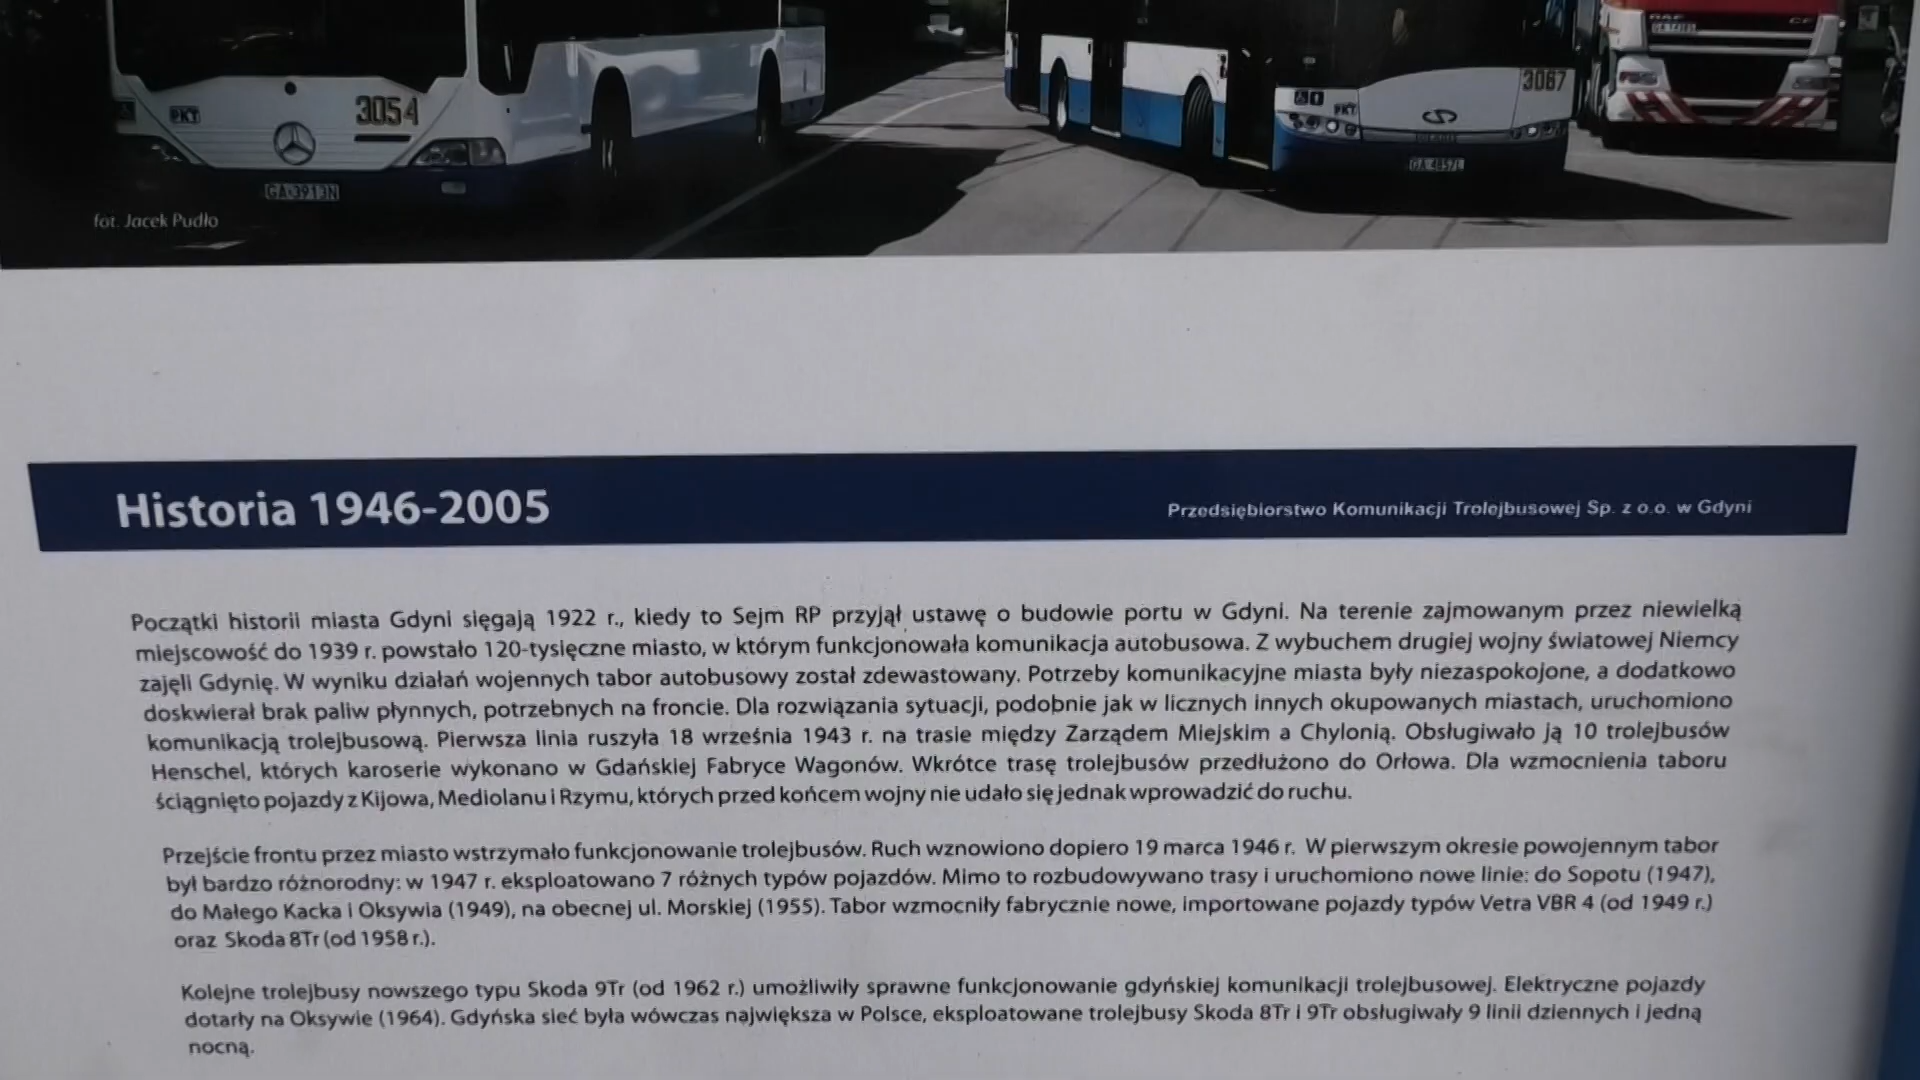 DAF CF
GA 1418L
3054
PKT
3087
PKT
SOLARIS
GA 3913N
GA 4857L
fot. Jacek Pudło
Historia 1946-2005
Przedsiębiorstwo Komunikacji Trolejbusowej Sp. z o.o. w Gdyni
Początki historii miasta Gdyni sięgają 1922 r., kiedy to Sejm RP przyjął ustawę o budowie portu w Gdyni. Na terenie zajmowanym przez niewielką
miejscowość do 1939 r. powstało 120-tysięczne miasto, w którym funkcjonowała komunikacja autobusowa. Z wybuchem drugiej wojny światowej Niemcy
zajęli Gdynię. W wyniku działań wojennych tabor autobusowy został zdewastowany. Potrzeby komunikacyjne miasta były niezaspokojone, a dodatkowo
doskwierał brak paliw płynnych, potrzebnych na froncie. Dla rozwiązania sytuacji, podobnie jak w licznych innych okupowanych miastach, uruchomiono
komunikacją trolejbusową. Pierwsza linia ruszyła 18 września 1943 r. na trasie między Zarządem Miejskim a Chylonią. Obsługiwało ją 10 trolejbusów
Henschel, których karoserie wykonano w Gdańskiej Fabryce Wagonów. Wkrótce trasę trolejbusów przedłużono do Orłowa. Dla wzmocnienia taboru
ściągnięto pojazdy z Kijowa, Mediolanu i Rzymu, których przed końcem wojny nie udało się jednak wprowadzić do ruchu.
Przejście frontu przez miasto wstrzymało funkcjonowanie trolejbusów. Ruch wznowiono dopiero 19 marca 1946 r. W pierwszym okresie powojennym tabor
był bardzo różnorodny: w 1947 r. eksploatowano 7 różnych typów pojazdów. Mimo to rozbudowywano trasy i uruchomiono nowe linie: do Sopotu (1947),
do Małego Kacka i Oksywia (1949), na obecnej ul. Morskiej (1955). Tabor wzmocniły fabrycznie nowe, importowane pojazdy typów Vetra VBR 4 (od 1949 r.)
oraz Skoda 8Tr (od 1958 r.).
Kolejne trolejbusy nowszego typu Skoda 9Tr (od 1962 r.) umożliwiły sprawne funkcjonowanie gdyńskiej komunikacji trolejbusowej. Elektryczne pojazdy
dotarły na Oksywie (1964). Gdyńska sieć była wówczas największa w Polsce, eksploatowane trolejbusy Skoda 8Tr i 9Tr obsługiwały 9 linii dziennych i jedną
nocną.